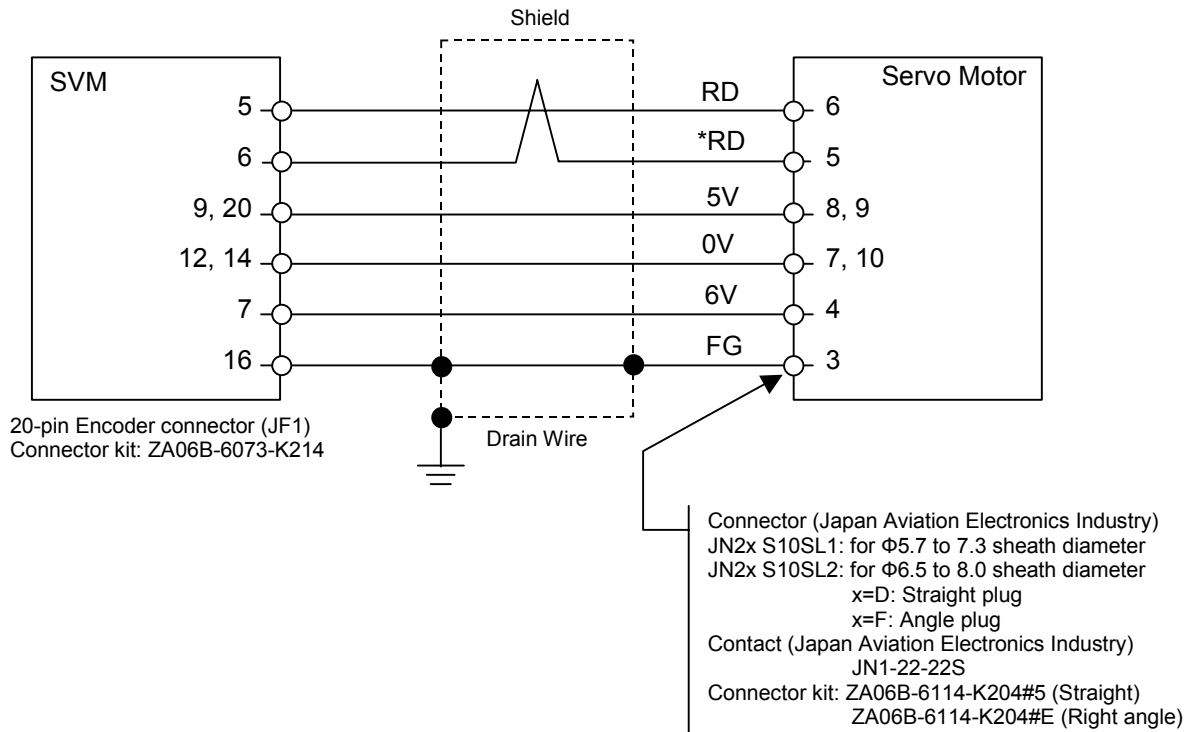 Shield
SVM
Servo Motor
5
RD
6
6
*RD
5
9, 20
5V
8, 9
12, 14
0V
7, 10
7
6V
4
16
FG
3
20-pin Encoder connector (JF1)
Connector kit: ZA06B-6073-K214
Drain Wire
Connector (Japan Aviation Electronics Industry)
JN2x S10SL1: for Φ5.7 to 7.3 sheath diameter
JN2x S10SL2: for Φ6.5 to 8.0 sheath diameter
x=D: Straight plug
x=F: Angle plug
Contact (Japan Aviation Electronics Industry)
JN1-22-22S
Connector kit: ZA06B-6114-K204#5 (Straight)
ZA06B-6114-K204#E (Right angle)